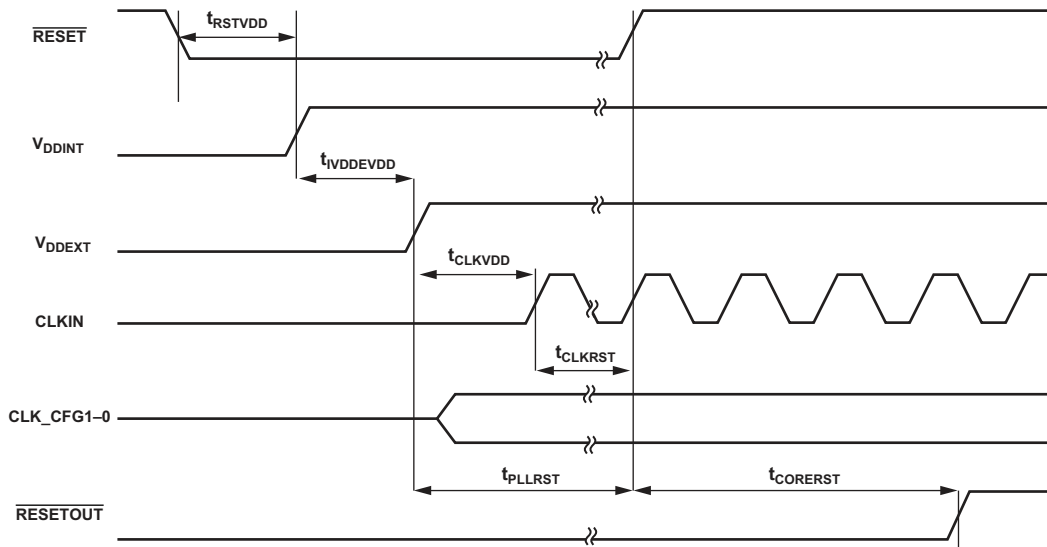 RESET
tRSTVDD
VDDINT
tIVDDEVDD
VDDEXT
tCLKVDD
CLKIN
tCLKRST
CLK_CFG1–0
tPLLRST
tCORERST
RESETOUT